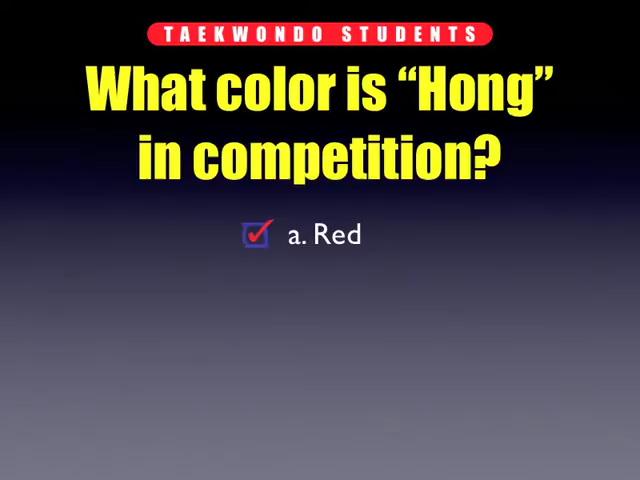 TAEKWONDO STUDENTS
What color is “Hong”
in competition?
a. Red